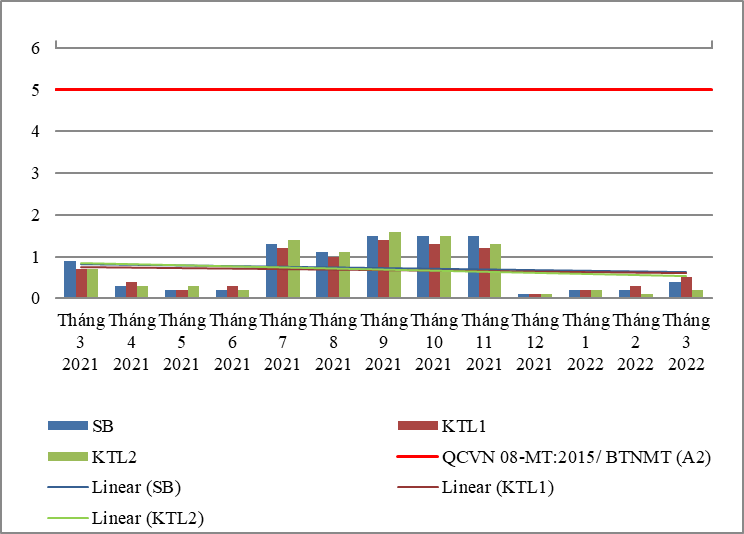 6
5
4
3
2
1
0
Tháng Tháng Tháng Tháng Tháng Tháng Tháng Tháng Tháng Tháng Tháng Tháng Tháng
3 4 5 6 7 8 9 10 11 12 1 2 3
2021 2021 2021 2021 2021 2021 2021 2021 2021 2021 2022 2022 2022
SB KTL1
KTL2 QCVN 08-MT:2015/ BTNMT (A2)
Linear (SB) Linear (KTL1)
Linear (KTL2)